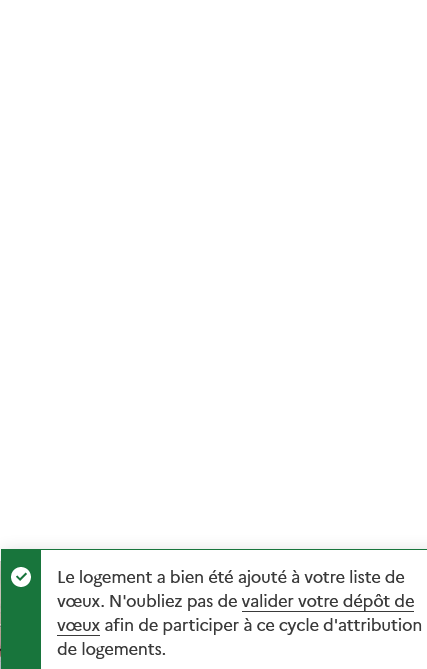 Le logement a bien été ajouté à votre liste de
vœux. N'oubliez pas de valider votre dépôt de
vœux afin de participer à ce cycle d'attribution
de logements.